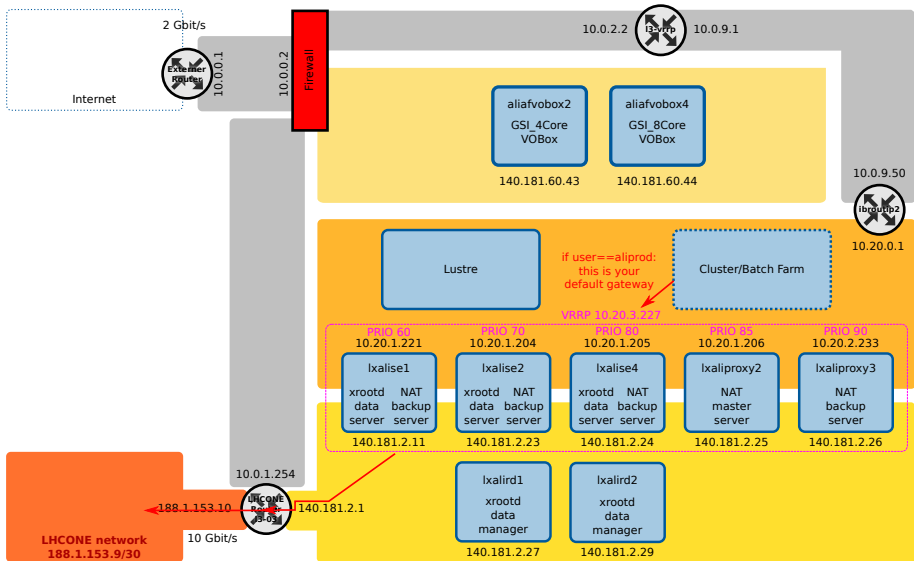 2 Gbit/s
Externer
Router
10.0.0.1
Internet
10.0.0.2
Firewall
10.0.2.2
l3-vrrp
10.0.9.1
aliafvobox2
GSI_4Core
VOBox
140.181.60.43
aliafvobox4
GSI_8Core
VOBox
140.181.60.44
10.0.9.50
ibroutip2
10.20.0.1
Lustre
if user==aliprod:
this is your
default gateway
Cluster/Batch Farm
VRRP 10.20.3.227
PRIO 60
10.20.1.221
lxalise1
xrootd NAT
data backup
server server
140.181.2.11
PRIO 70
10.20.1.204
lxalise2
xrootd NAT
data backup
server server
140.181.2.23
PRIO 80
10.20.1.205
lxalise4
xrootd NAT
data backup
server server
140.181.2.24
PRIO 85
10.20.1.206
lxaliproxy2
NAT
master
server
140.181.2.25
PRIO 90
10.20.2.233
lxaliproxy3
NAT
backup
server
140.181.2.26
lxalird1
xrootd
data
manager
140.181.2.27
lxalird2
xrootd
data
manager
140.181.2.29
10.0.1.254
188.1.153.10
LHCONE
Router
140.181.2.1
10 Gbit/s
LHCONE network
188.1.153.9/30